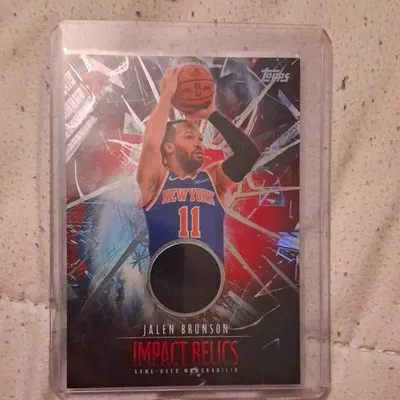 topps
NEW YORK
11
JALEN BRUNSON
IMPACT RELICS
GAME-USED MEMORABILIA